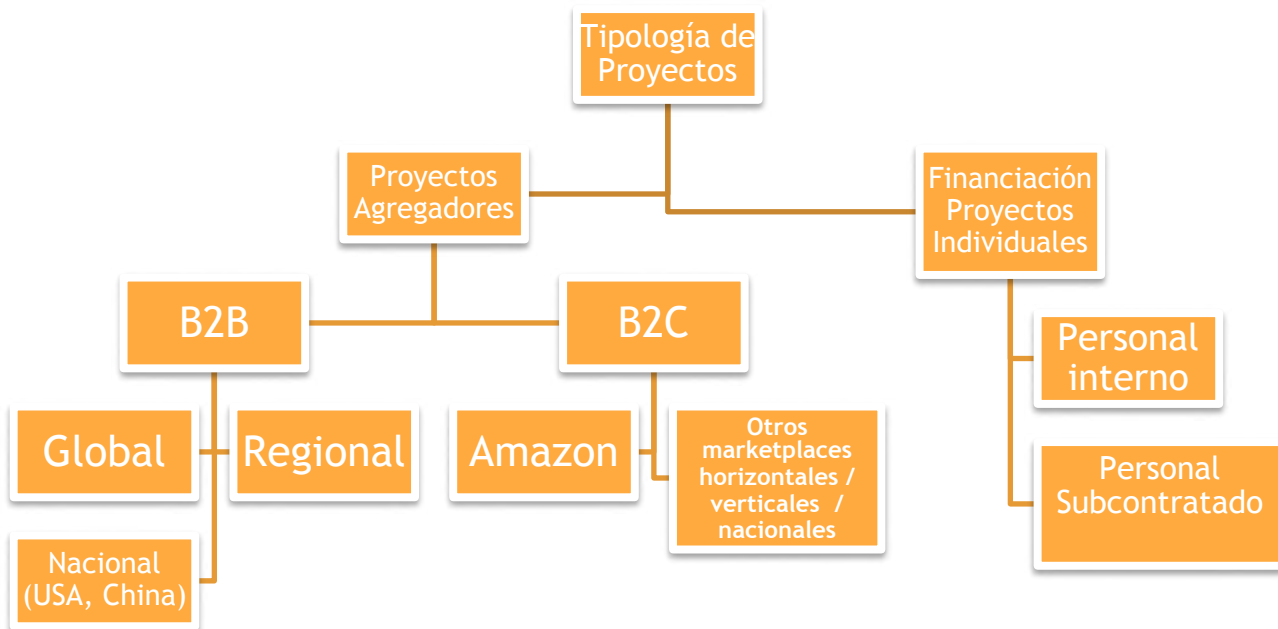 Tipología de
Proyectos
Proyectos
Agregadores
Financiación
Proyectos
Individuales
B2B
B2C
Personal
interno
Global
Regional
Amazon
Otros
marketplaces
horizontales /
verticales /
nacionales
Personal
Subcontratado
Nacional
(USA, China)